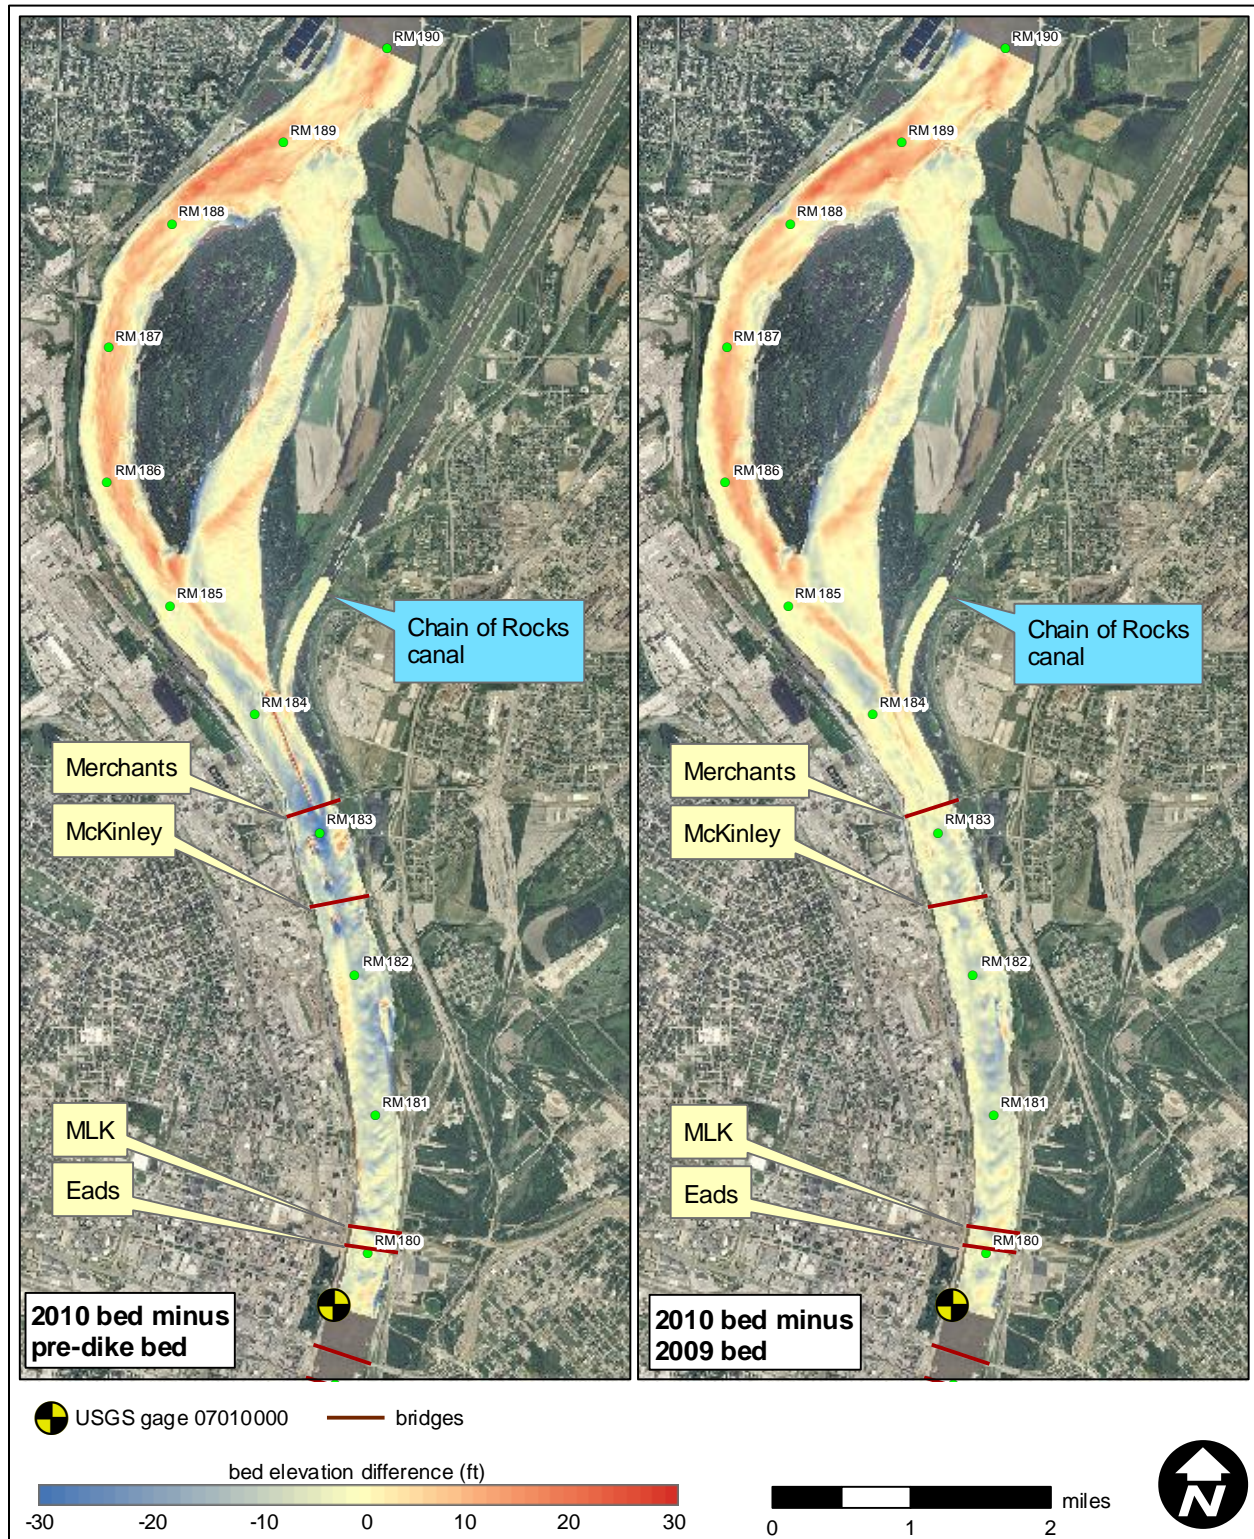 RM 190
RM 189
RM 188
RM 187
RM 186
RM 185
Chain of Rocks
canal
RM 184
Merchants
McKinley
RM 183
RM 182
RM 181
MLK
Eads
RM 180
2010 bed minus
pre-dike bed
RM 190
RM 189
RM 188
RM 187
RM 186
RM 185
Chain of Rocks
canal
RM 184
Merchants
McKinley
RM 183
RM 182
RM 181
MLK
Eads
RM 180
2010 bed minus
2009 bed
USGS gage 07010000
bridges
bed elevation difference (ft)
-30 -20 -10 0 10 20 30
miles
0 1 2
N